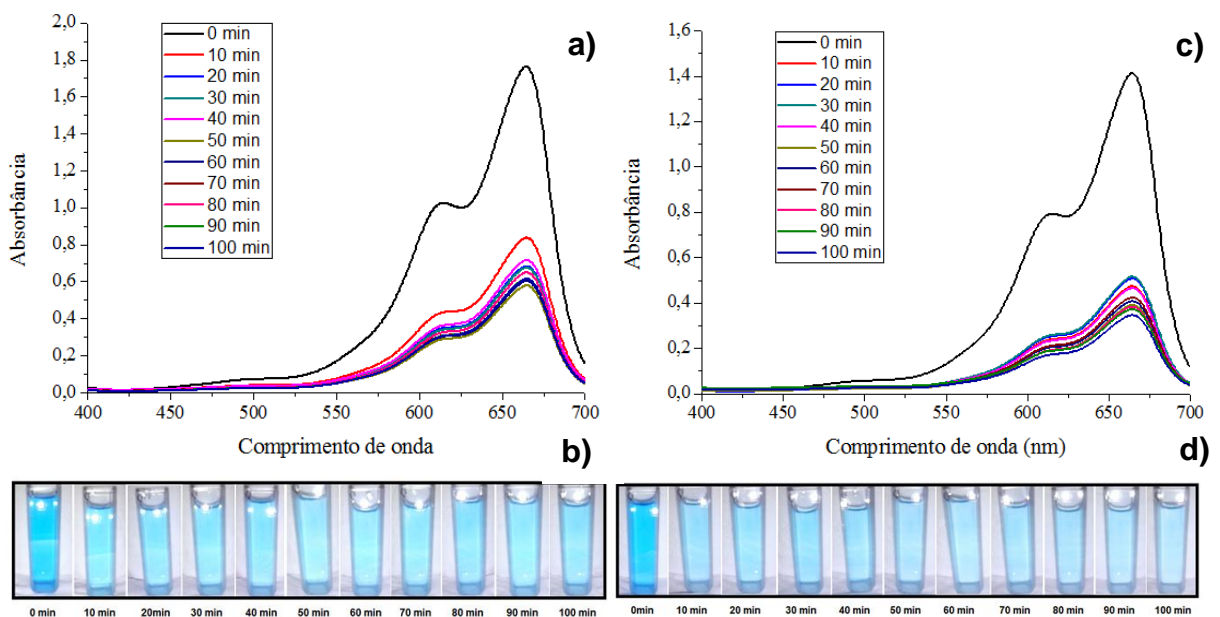 a)
Absorbância
2,0
1,8
1,6
1,4
1,2
1,0
0,8
0,6
0,4
0,2
0,0
0 min
10 min
20 min
30 min
40 min
50 min
60 min
70 min
80 min
90 min
100 min
400 450 500 550 600 650 700
Comprimento de onda
c)
Absorbância
1,6
1,4
1,2
1,0
0,8
0,6
0,4
0,2
0,0
0 min
10 min
20 min
30 min
40 min
50 min
60 min
70 min
80 min
90 min
100 min
400 450 500 550 600 650 700
Comprimento de onda (nm)
b)
0 min 10 min 20min 30 min 40 min 50 min 60 min 70 min 80 min 90 min 100 min
d)
0min 10 min 20 min 30 min 40 min 50 min 60 min 70 min 80 min 90 min 100 min